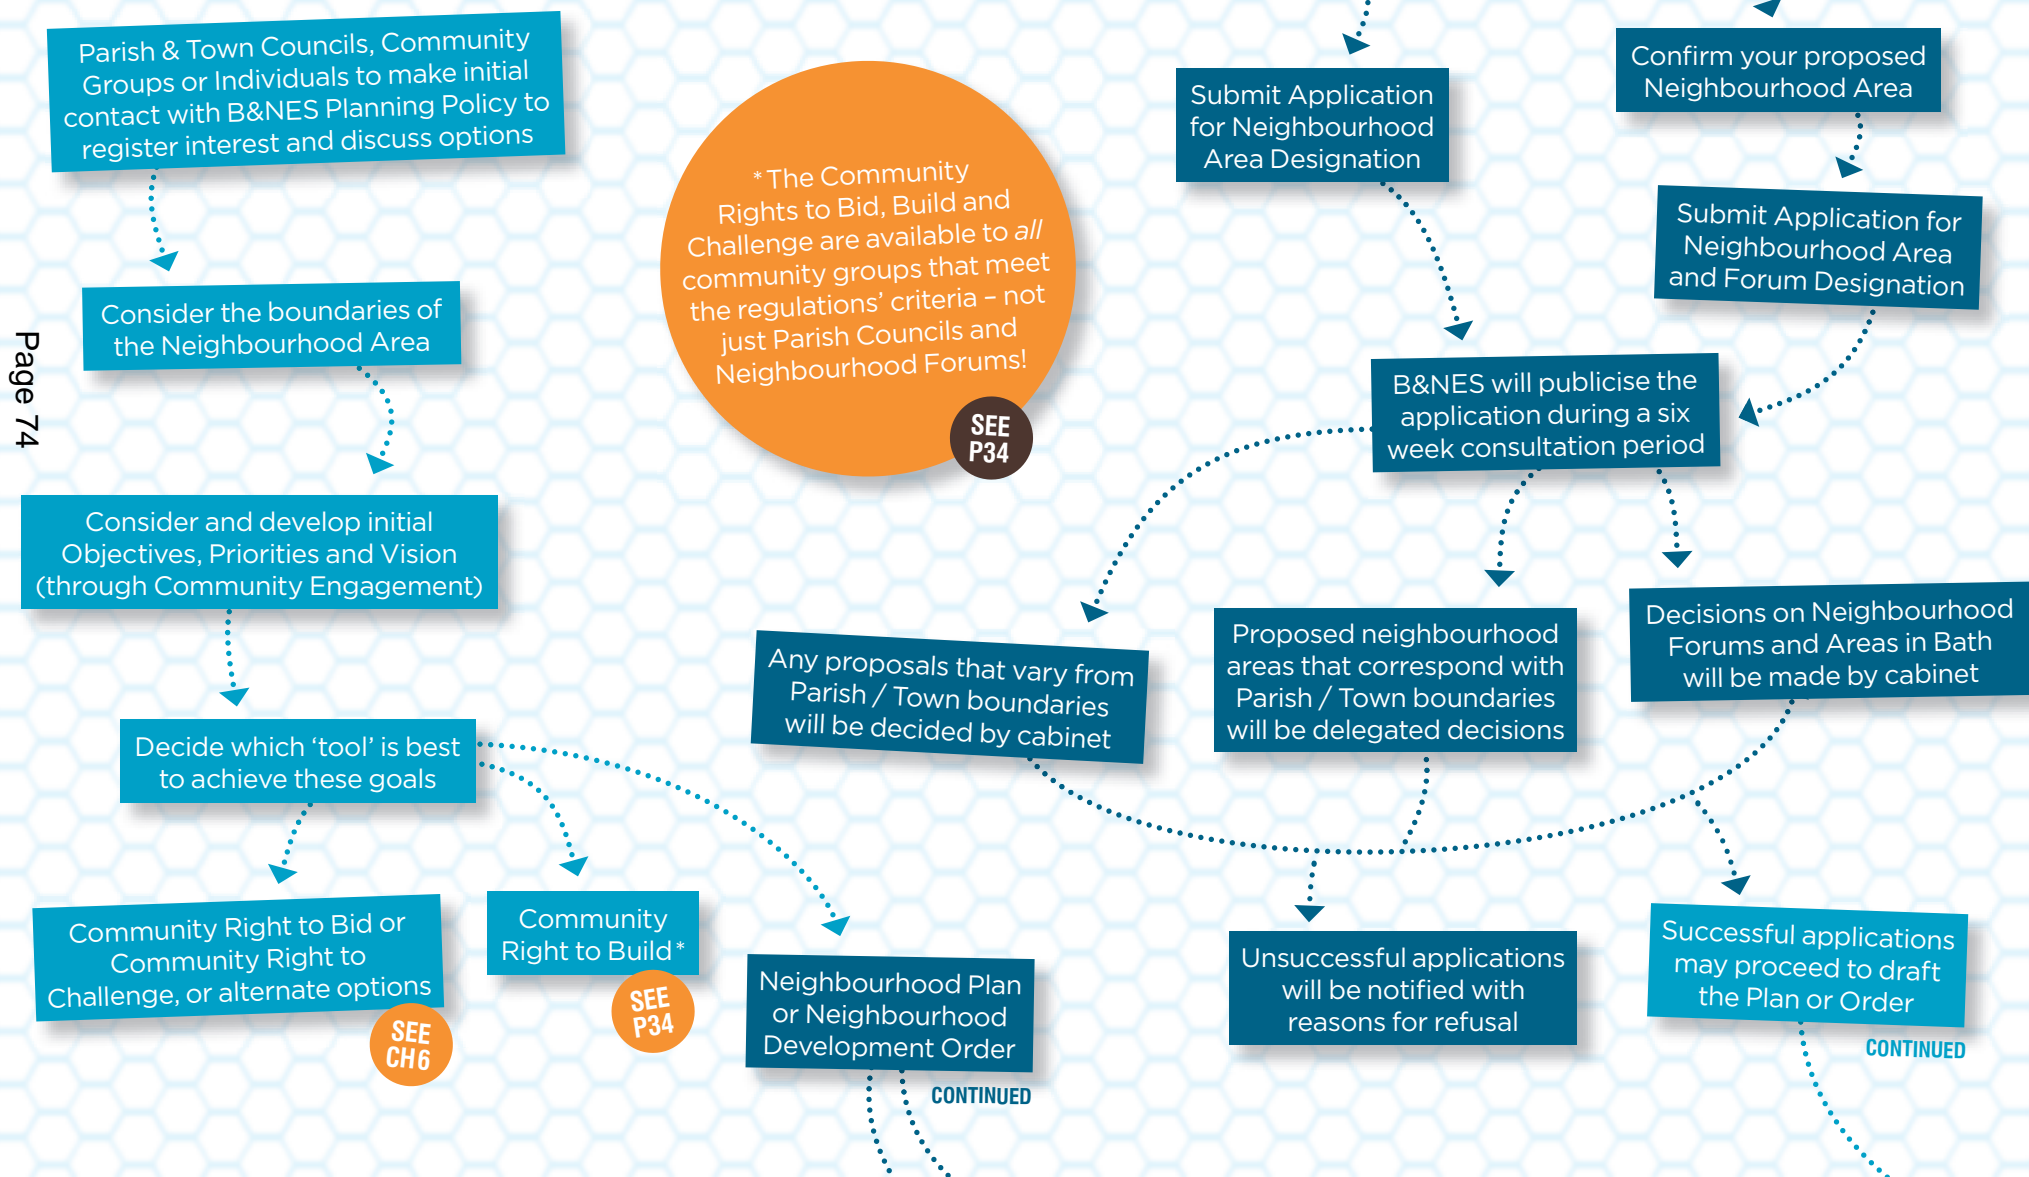 Parish & Town Councils, Community
Groups or Individuals to make initial
contact with B&NES Planning Policy to
register interest and discuss options
Consider the boundaries of
the Neighbourhood Area
Page 74
Consider and develop initial
Objectives, Priorities and Vision
(through Community Engagement)
Decide which ‘tool’ is best
to achieve these goals
Community Right to Bid or
Community Right to
Challenge, or alternate options
SEE
CH6
Community
Right to Build*
SEE
P34
Neighbourhood Plan
or Neighbourhood
Development Order
CONTINUED
* The Community
Rights to Bid, Build and
Challenge are available to all
community groups that meet
the regulations’ criteria – not
just Parish Councils and
Neighbourhood Forums!
SEE
P34
Submit Application
for Neighbourhood
Area Designation
Confirm your proposed
Neighbourhood Area
Submit Application for
Neighbourhood Area
and Forum Designation
B&NES will publicise the
application during a six
week consultation period
Any proposals that vary from
Parish / Town boundaries
will be decided by cabinet
Proposed neighbourhood
areas that correspond with
Parish / Town boundaries
will be delegated decisions
Decisions on Neighbourhood
Forums and Areas in Bath
will be made by cabinet
Unsuccessful applications
will be notified with
reasons for refusal
Successful applications
may proceed to draft
the Plan or Order
CONTINUED